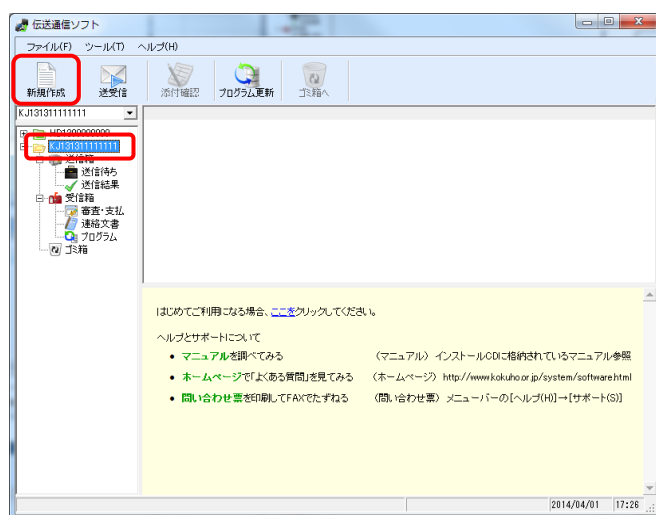 伝送通信ソフト
ファイル(F) ツール(T) ヘルプ(H)
新規作成 送受信 添付確認 プログラム更新 ゴミ箱へ
KJ131311111111
KJ131311111111
送信箱
送信待ち
送信結果
受信箱
審査・支払
連絡文書
プログラム
ゴミ箱
はじめてご利用になる場合、ここをクリックしてください。
ヘルプとサポートについて
• マニュアルを調べてみる （マニュアル） インストールCDに格納されているマニュアル参照
• ホームページで「よくある質問」を見てみる （ホームページ） http://www.kokuho.or.jp/system/software.html
• 問い合わせ票を印刷してFAXでたずねる （問い合わせ票） メニューバーの[ヘルプ(H)]→[サポート(S)]
2014/04/01 17:26